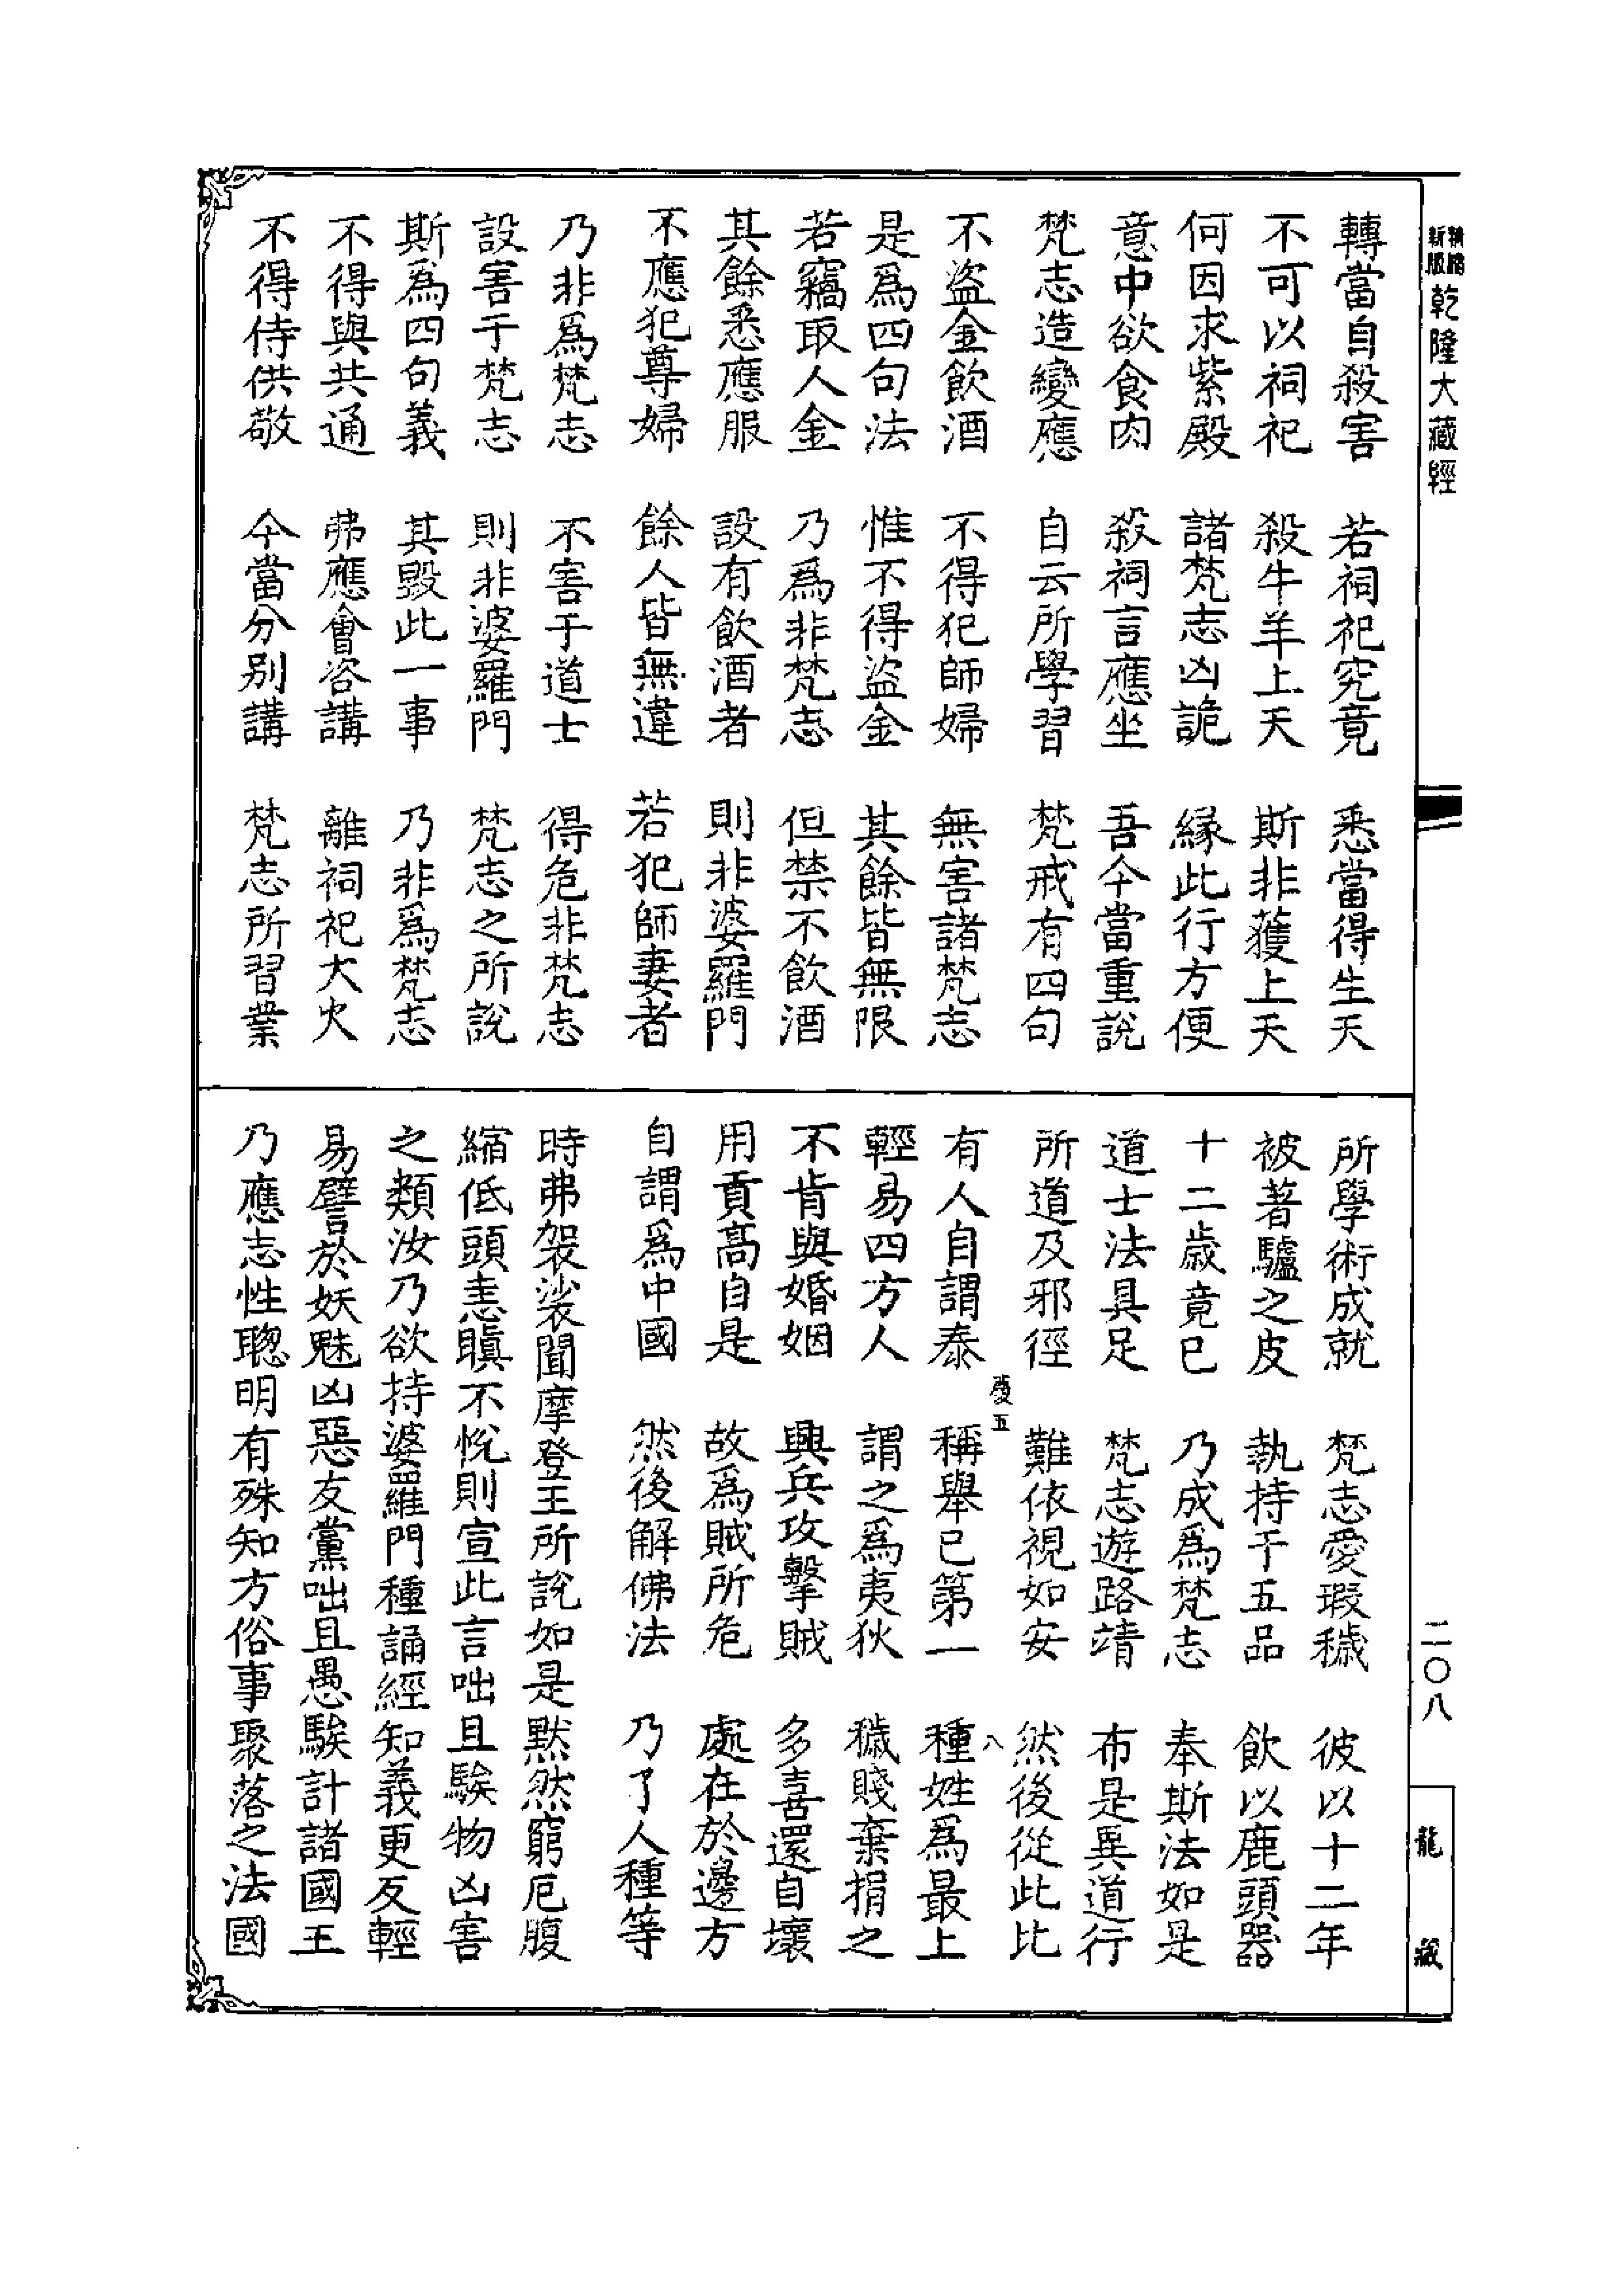 新版
精縮
乾隆大藏經
轉當自殺害　若祠祀究竟　悉當得生天
不可以祠祀　殺牛羊上天　斯非獲上天
何因求紫殿　諸梵志凶詭　緣此行方便
意中欲食肉　殺祠言應坐　吾今當重說
梵志造變應　自云所學習　梵戒有四句
不盜金飲酒　不得犯師婦　無害諸梵志
是為四句法　惟不得盜金　其餘皆無限
若竊取人金　乃為非梵志　但禁不飲酒
其餘悉應服　設有飲酒者　則非婆羅門
不應犯尊婦　餘人皆無違　若犯師妻者
乃非為梵志　不害于道士　得危非梵志
設害于梵志　則非婆羅門　梵志之所說
斯為四句義　其毀此一事　乃非為梵志
不得與共通　弗應會咨講　離祠祀大火
不得侍供敬　今當分別講　梵志所習業
所學術成就　梵志愛瑕穢　彼以十二年
被著驢之皮　執持于五品　飲以鹿頭器
十二歲竟已　乃成為梵志　奉斯法如是
道士法具足　梵志遊路靖　布是異道行
所道及邪徑　難依視如安　然後從此比
五　八
有人自謂泰　稱舉已第一　種姓為最上
輕易四方人　謂之為夷狄　穢賤棄捐之
不肯與婚姻　興兵攻擊賊　多喜還自壞
用貢高自是　故為賊所危　處在於邊方
自謂為中國　然後解佛法　乃了人種等
時弗袈裟聞摩登王所說如是默然窮厄腹
縮低頭恚瞋不悅則宣此言咄且騃物凶害
之類汝乃欲持婆羅門種誦經知義更反輕
易譬於妖魅凶惡友黨咄且愚騃計諸國王
乃應志性聰明有殊知方俗事聚落之法國
二〇八
龍藏